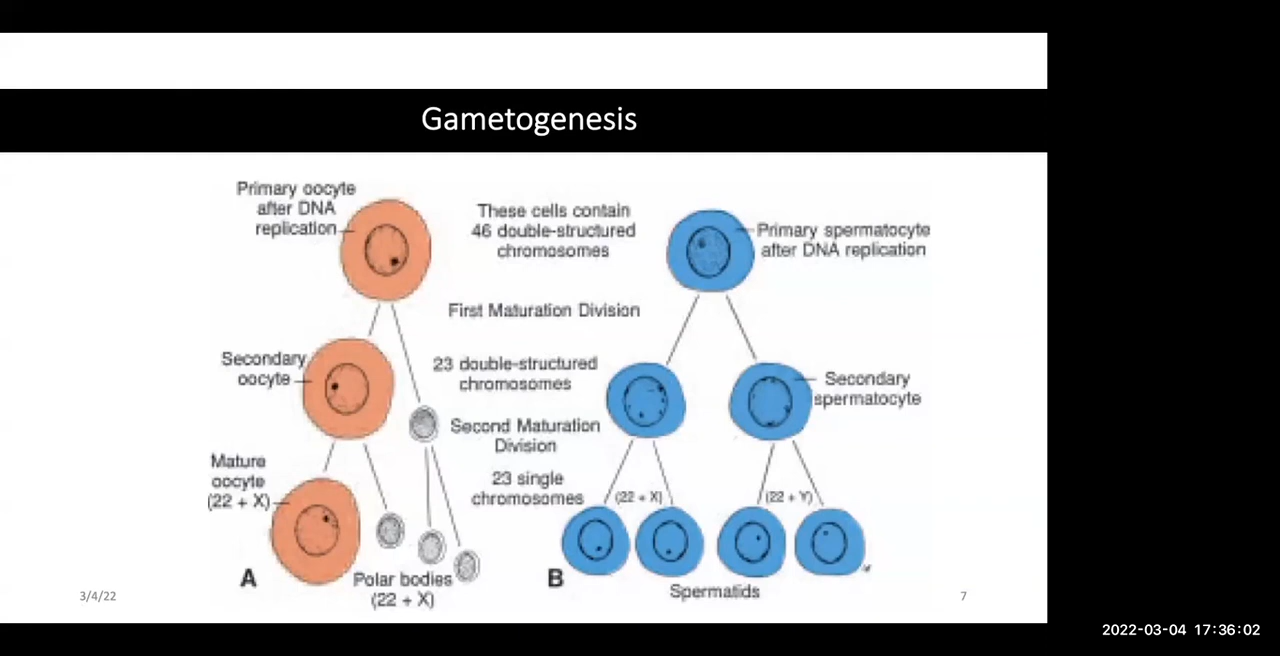 Gametogenesis
Primary oocyte
after DNA
replication
These cells contain
46 double-structured
chromosomes
Primary spermatocyte
after DNA replication
First Maturation Division
Secondary
oocyte
23 double-structured
chromosomes
Secondary
spermatocyte
Second Maturation
Division
Mature
oocyte
(22 + X)
23 single
chromosomes
(22 + X)
(22 + Y)
A
Polar bodies
(22 + X)
B
Spermatids
3/4/22
7
2022-03-04 17:36:02